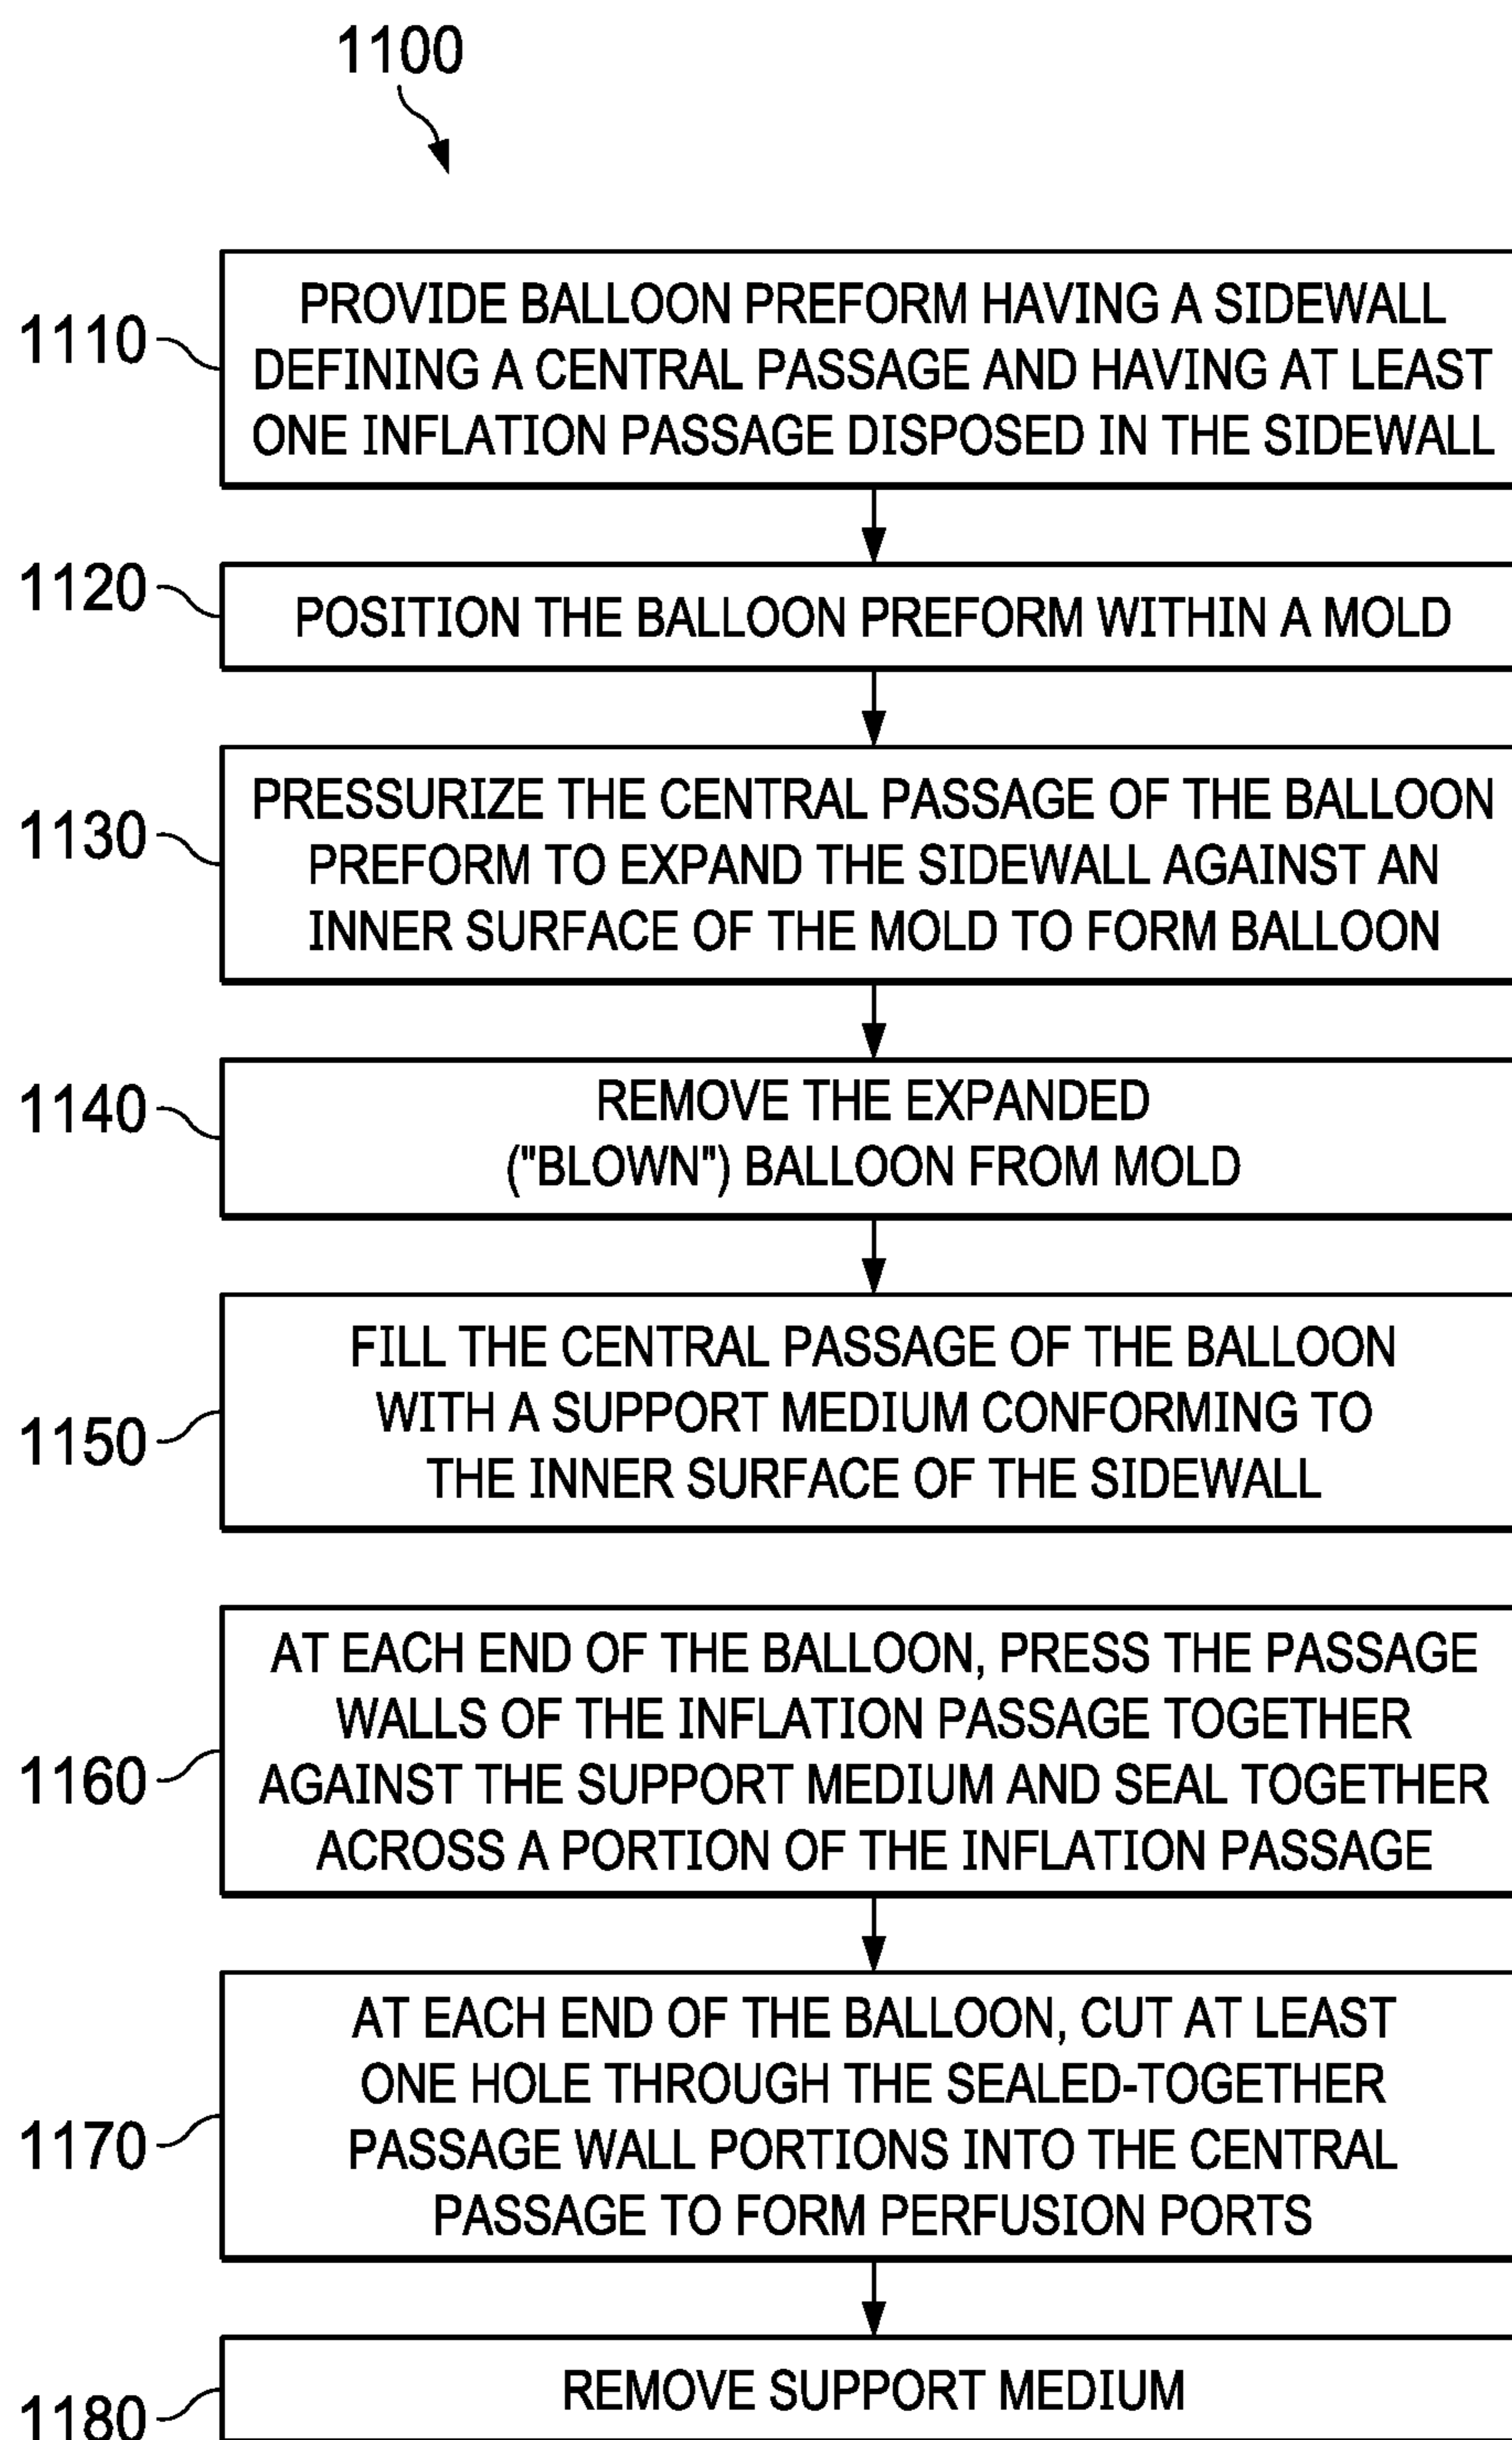 1100
1110
PROVIDE BALLOON PREFORM HAVING A SIDEWALL
DEFINING A CENTRAL PASSAGE AND HAVING AT LEAST
ONE INFLATION PASSAGE DISPOSED IN THE SIDEWALL
1120
POSITION THE BALLOON PREFORM WITHIN A MOLD
1130
PRESSURIZE THE CENTRAL PASSAGE OF THE BALLOON
PREFORM TO EXPAND THE SIDEWALL AGAINST AN
INNER SURFACE OF THE MOLD TO FORM BALLOON
1140
REMOVE THE EXPANDED
("BLOWN") BALLOON FROM MOLD
1150
FILL THE CENTRAL PASSAGE OF THE BALLOON
WITH A SUPPORT MEDIUM CONFORMING TO
THE INNER SURFACE OF THE SIDEWALL
1160
AT EACH END OF THE BALLOON, PRESS THE PASSAGE
WALLS OF THE INFLATION PASSAGE TOGETHER
AGAINST THE SUPPORT MEDIUM AND SEAL TOGETHER
ACROSS A PORTION OF THE INFLATION PASSAGE
1170
AT EACH END OF THE BALLOON, CUT AT LEAST
ONE HOLE THROUGH THE SEALED-TOGETHER
PASSAGE WALL PORTIONS INTO THE CENTRAL
PASSAGE TO FORM PERFUSION PORTS
1180
REMOVE SUPPORT MEDIUM